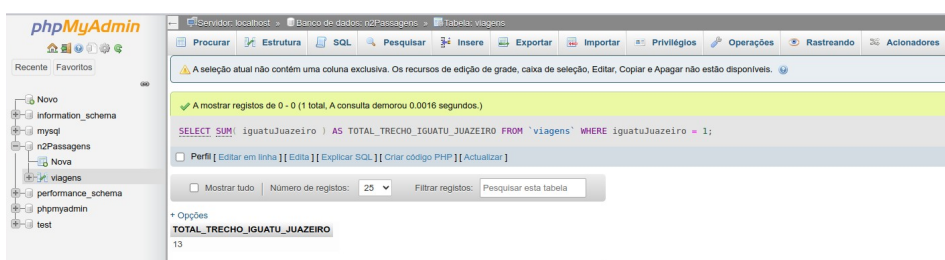 phpMyAdmin
Recente Favoritos
Novo
information_schema
mysql
n2Passagens
Nova
viagens
performance_schema
phpmyadmin
test
Servidor: localhost » Banco de dados: n2Passagens » Tabela: viagens
Procurar Estrutura SQL Pesquisar Insere Exportar Importar Privilégios Operações Rastreando Acionadores
A seleção atual não contém uma coluna exclusiva. Os recursos de edição de grade, caixa de seleção, Editar, Copiar e Apagar não estão disponíveis.
A mostrar registos de 0 - 0 (1 total, A consulta demorou 0.0016 segundos.)
SELECT SUM( iguatuJuazeiro ) AS TOTAL_TRECHO_IGUATU_JUAZEIRO FROM `viagens` WHERE iguatuJuazeiro = 1;
Perfil [ Editar em linha ] [ Edita ] [ Explicar SQL ] [ Criar código PHP ] [ Actualizar ]
Mostrar tudo Número de registos: 25 Filtrar registos: Pesquisar esta tabela
+ Opções
TOTAL_TRECHO_IGUATU_JUAZEIRO
13